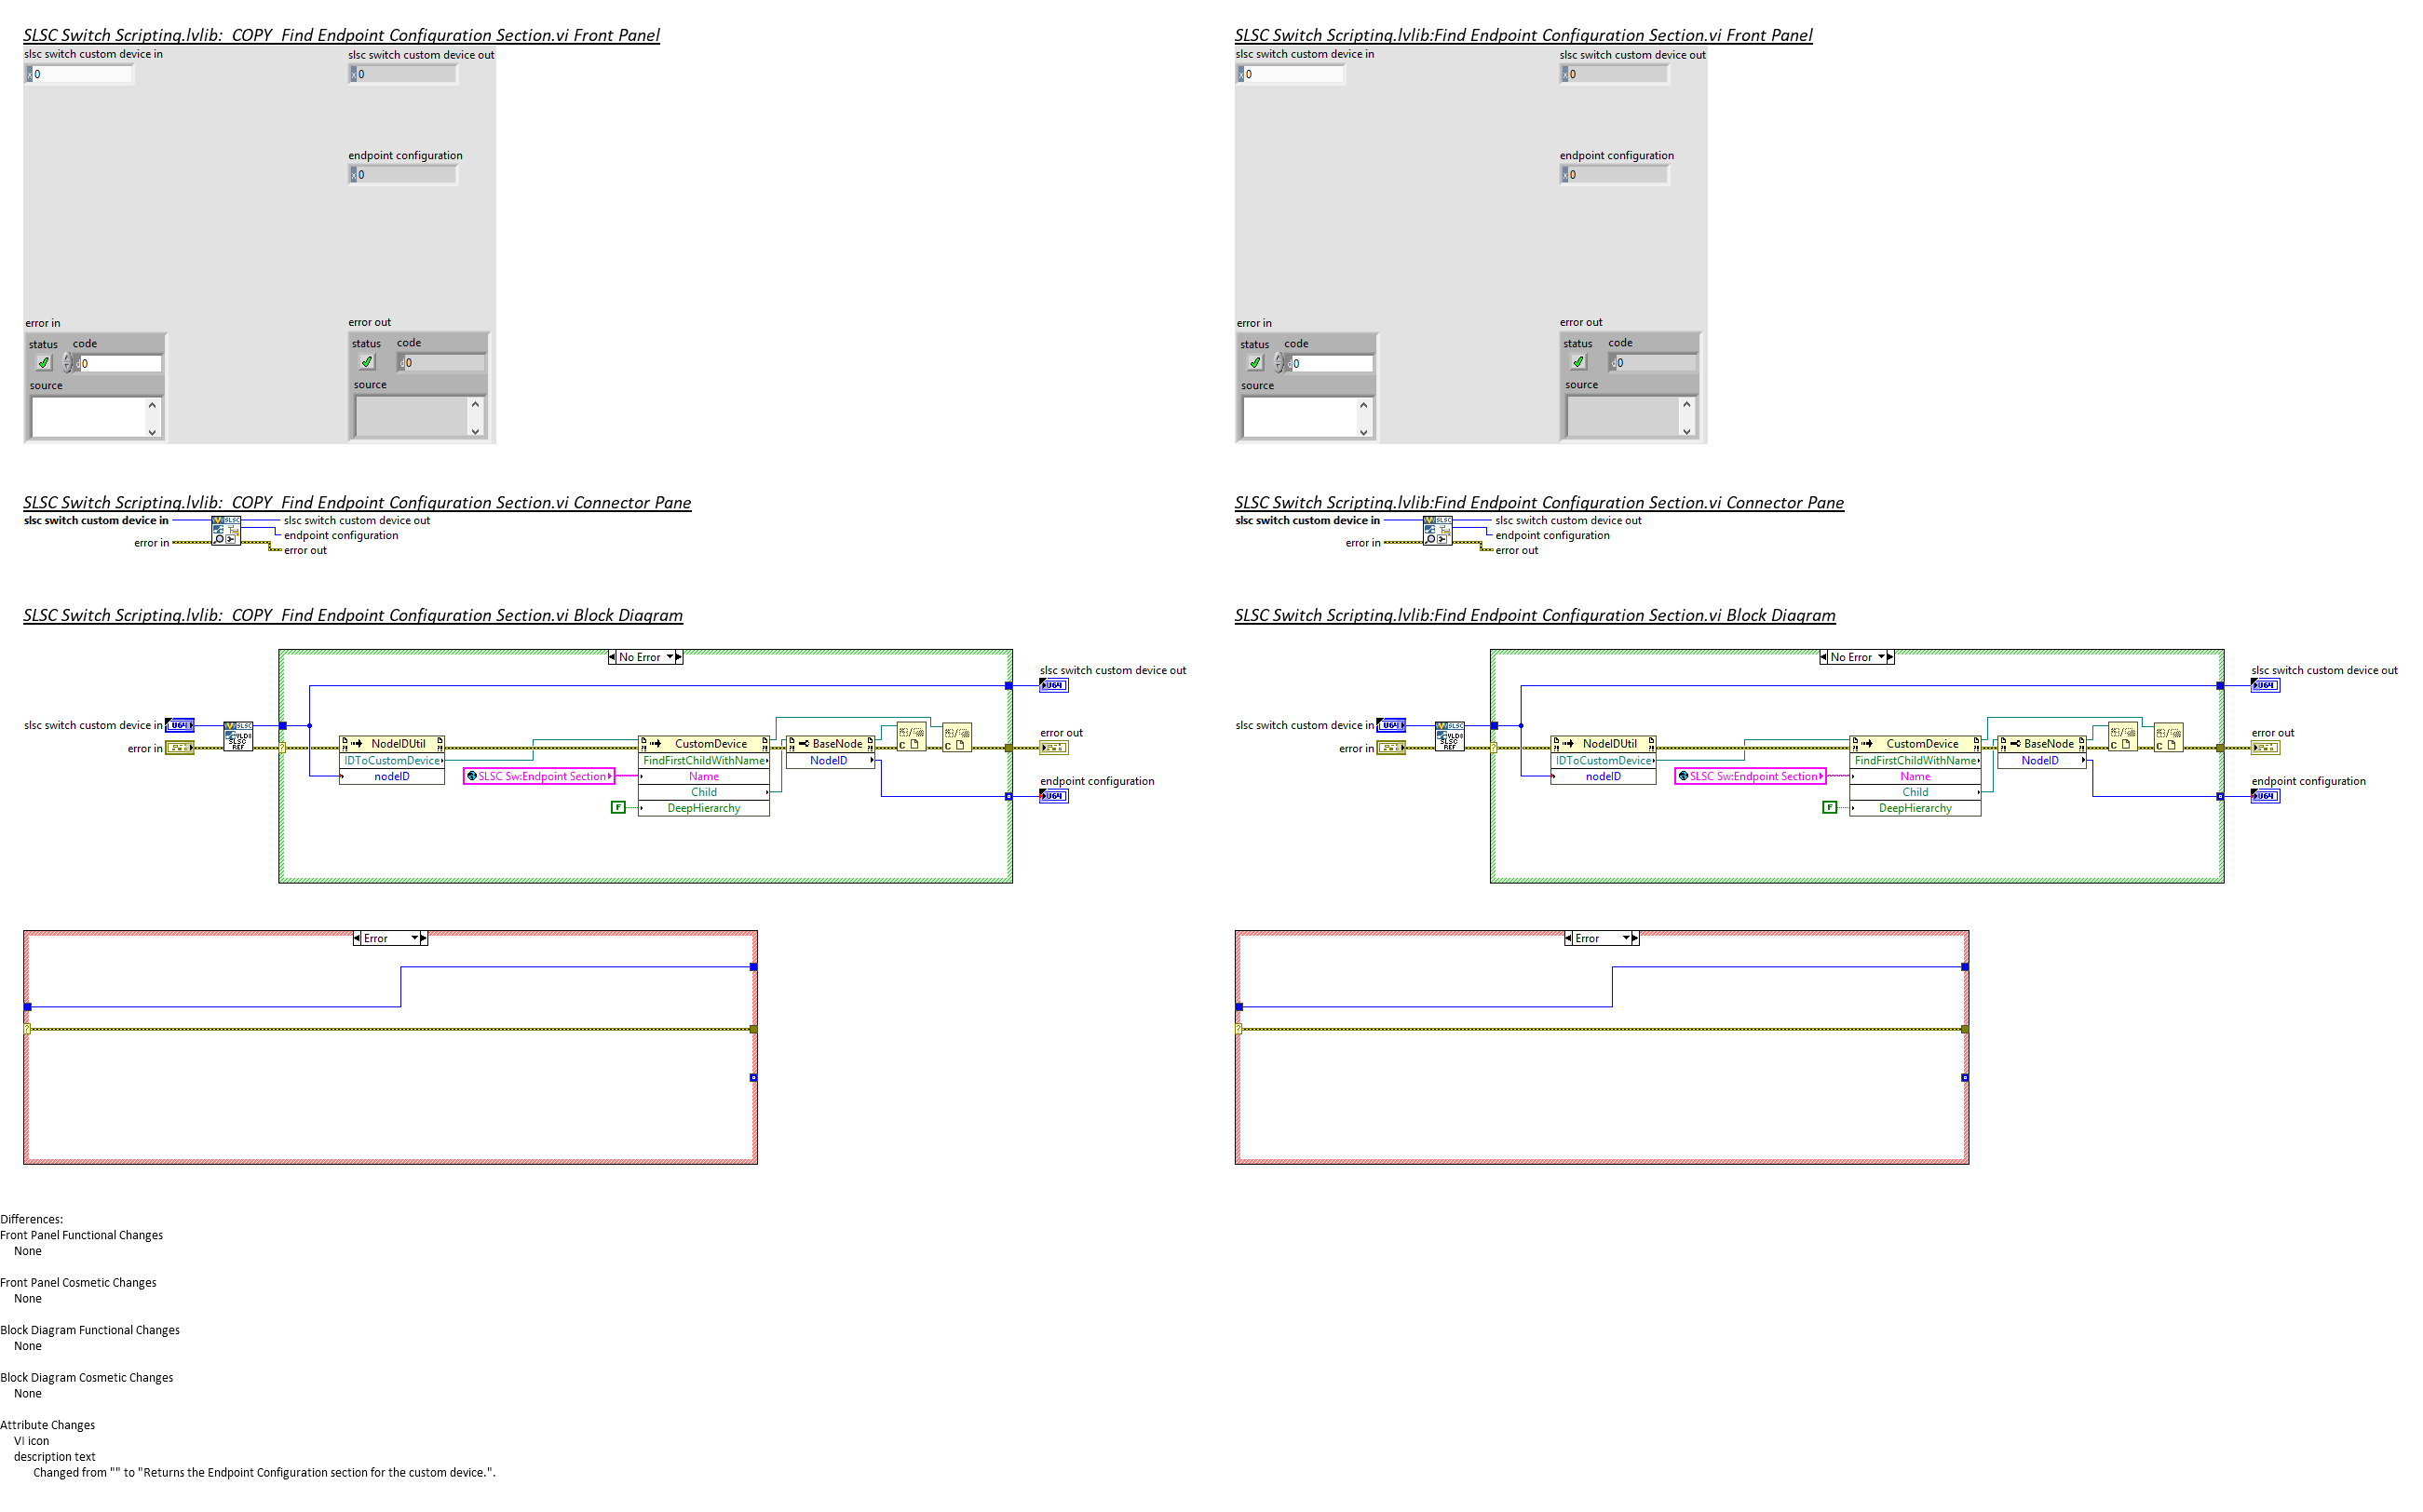 SLSC Switch Scripting.lvlib:  COPY  Find Endpoint Configuration Section.vi Front Panel
slsc switch custom device in
slsc switch custom device out
0
0
endpoint configuration
0
error in
error out
status code
status code
0
0
source
source
SLSC Switch Scripting.lvlib:  COPY  Find Endpoint Configuration Section.vi Connector Pane
slsc switch custom device in
slsc switch custom device out
endpoint configuration
error in
error out
SLSC Switch Scripting.lvlib:  COPY  Find Endpoint Configuration Section.vi Block Diagram
No Error
slsc switch custom device out
U64
slsc switch custom device in
U64
error in
error out
NodeIDUtil
IDToCustomDevice
nodeID
SLSC Sw:Endpoint Section
CustomDevice
FindFirstChildWithName
Name
Child
DeepHierarchy
F
BaseNode
NodeID
endpoint configuration
U64
Error
SLSC Switch Scripting.lvlib:Find Endpoint Configuration Section.vi Front Panel
slsc switch custom device in
slsc switch custom device out
0
0
endpoint configuration
0
error in
error out
status code
status code
0
0
source
source
SLSC Switch Scripting.lvlib:Find Endpoint Configuration Section.vi Connector Pane
slsc switch custom device in
slsc switch custom device out
endpoint configuration
error in
error out
SLSC Switch Scripting.lvlib:Find Endpoint Configuration Section.vi Block Diagram
No Error
slsc switch custom device out
U64
slsc switch custom device in
U64
error in
error out
NodeIDUtil
IDToCustomDevice
nodeID
SLSC Sw:Endpoint Section
CustomDevice
FindFirstChildWithName
Name
Child
DeepHierarchy
F
BaseNode
NodeID
endpoint configuration
U64
Error
Differences:
Front Panel Functional Changes
None
Front Panel Cosmetic Changes
None
Block Diagram Functional Changes
None
Block Diagram Cosmetic Changes
None
Attribute Changes
VI icon
description text
Changed from "" to "Returns the Endpoint Configuration section for the custom device.".